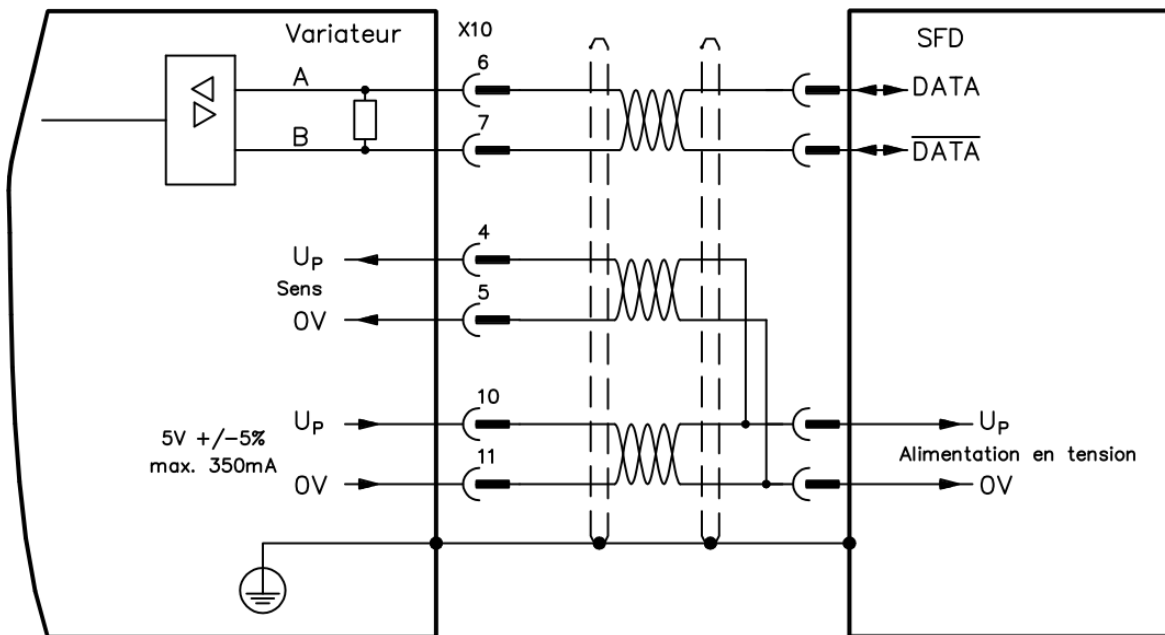 Variateur
X10
SFD
6
A
DATA
7
B
DATA
4
UP
Sens
5
0V
10
UP
UP
5V +/-5%
max. 350mA
Alimentation en tension
11
0V
0V